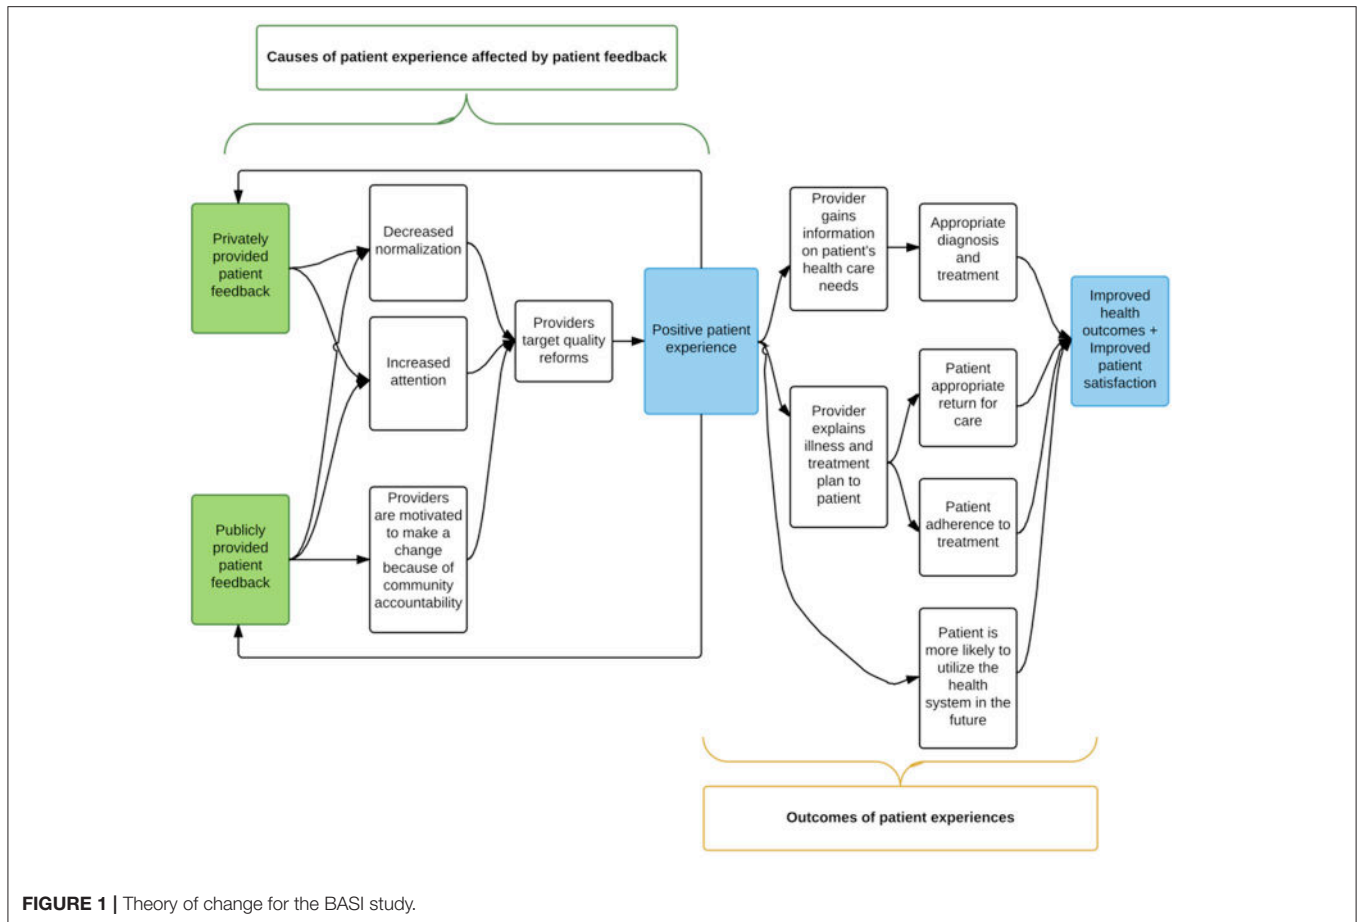 Causes of patient experience affected by patient feedback
Privately
provided
patient
feedback
Publicly
provided
patient
feedback
Decreased
normalization
Increased
attention
Providers
are motivated
to make a
change
because of
community
accountability
Providers
target quality
reforms
Positive patient
experience
Provider
gains
information
on patient's
health care
needs
Provider
explains
illness and
treatment
plan to
patient
Appropriate
diagnosis
and
treatment
Patient
appropriate
return for
care
Patient
adherence to
treatment
Patient is
more likely to
utilize the
health
system in the
future
Improved
health
outcomes +
Improved
patient
satisfaction
Outcomes of patient experiences
FIGURE 1 | Theory of change for the BASI study.